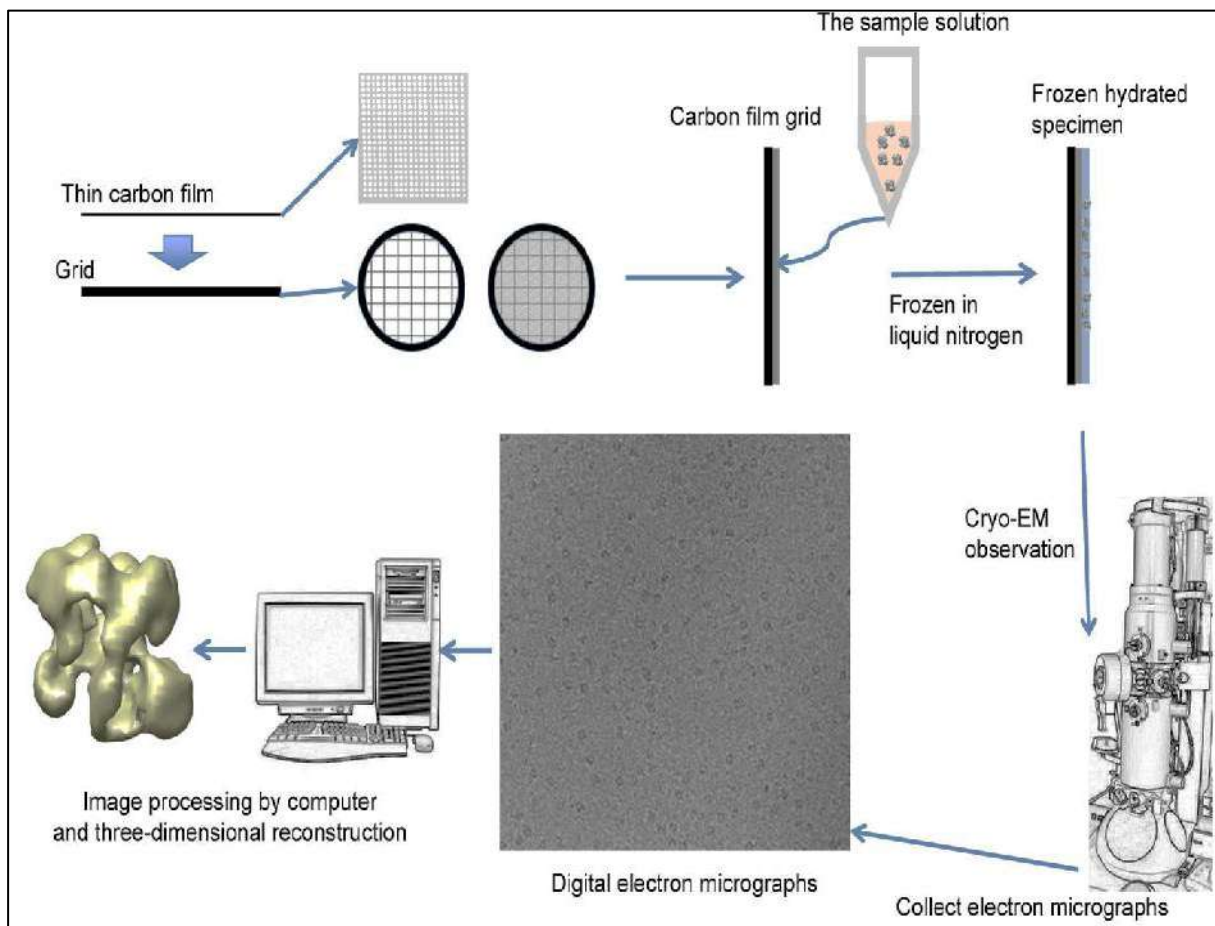 The sample solution
Carbon film grid
Frozen hydrated
specimen
Thin carbon film
Grid
Frozen in
liquid nitrogen
Cryo-EM
observation
Image processing by computer
and three-dimensional reconstruction
Digital electron micrographs
Collect electron micrographs